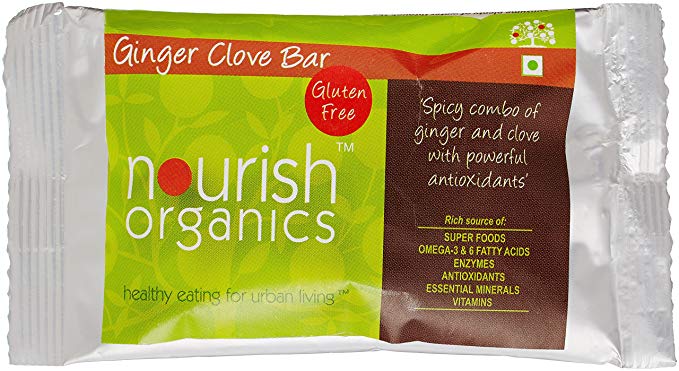 Ginger Clove Bar
Gluten
Free
nourish™
organics
healthy eating for urban living™
'Spicy combo of
ginger and clove
with powerful
antioxidants'
Rich source of:
SUPER FOODS
OMEGA-3 & 6 FATTY ACIDS
ENZYMES
ANTIOXIDANTS
ESSENTIAL MINERALS
VITAMINS